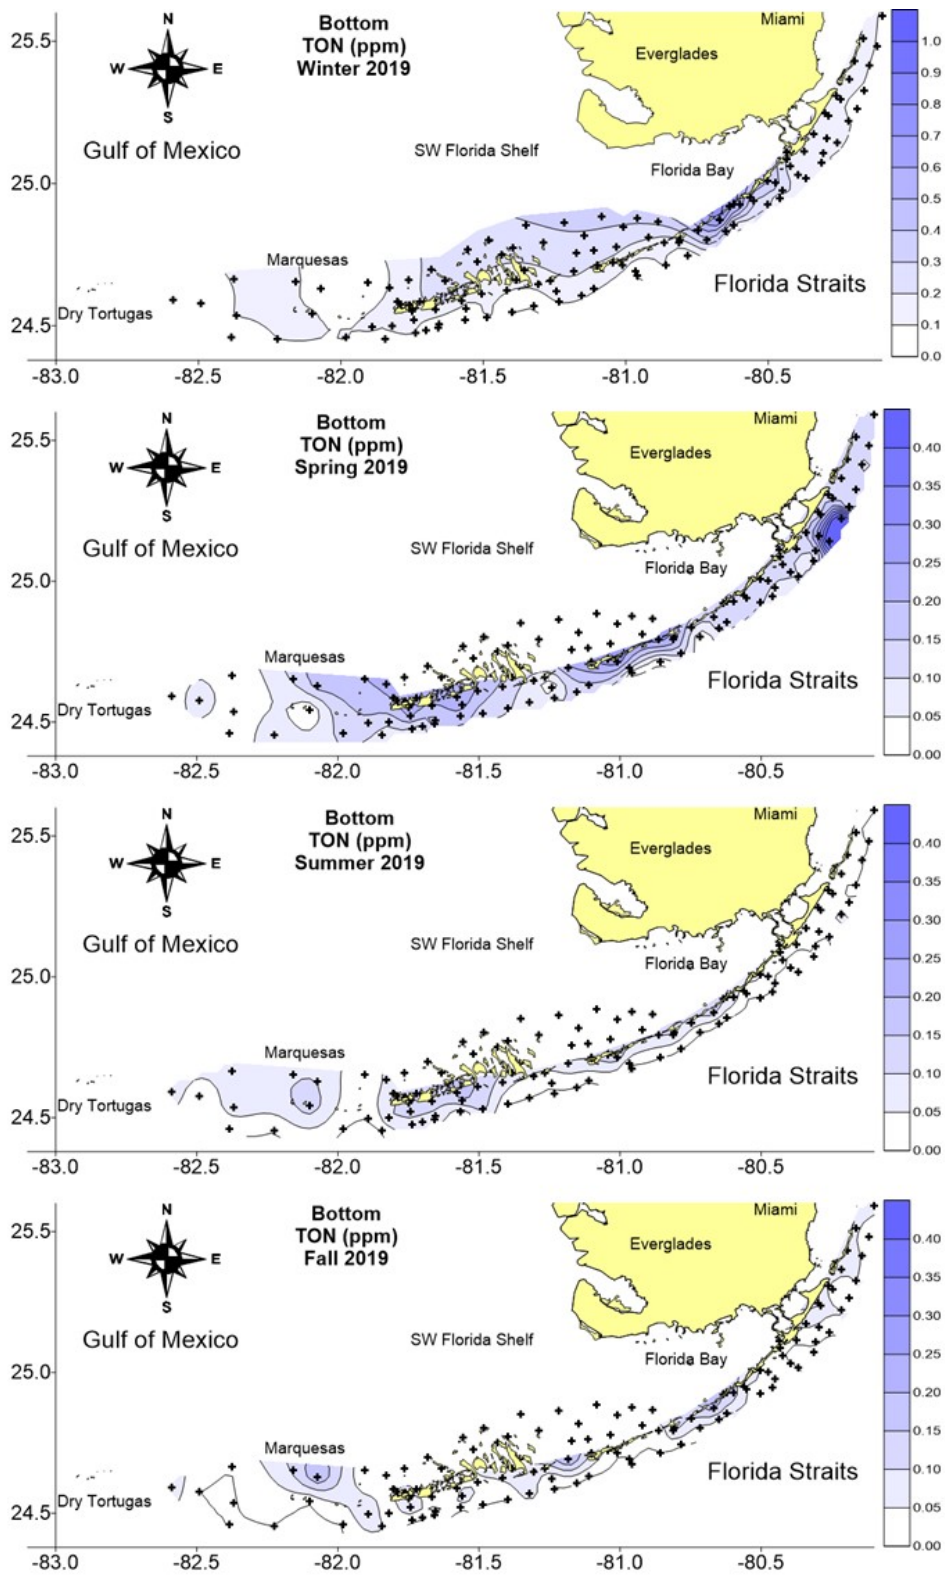 Bottom
TON (ppm)
Winter 2019
N
W E
S
Gulf of Mexico
Miami
Everglades
SW Florida Shelf
Florida Bay
Marquesas
Dry Tortugas
Florida Straits
25.5
25.0
24.5
-83.0 -82.5 -82.0 -81.5 -81.0 -80.5
1.0
0.9
0.8
0.7
0.6
0.5
0.4
0.3
0.2
0.1
0.0
Bottom
TON (ppm)
Spring 2019
N
W E
S
Gulf of Mexico
Miami
Everglades
SW Florida Shelf
Florida Bay
Marquesas
Dry Tortugas
Florida Straits
25.5
25.0
24.5
-83.0 -82.5 -82.0 -81.5 -81.0 -80.5
0.40
0.35
0.30
0.25
0.20
0.15
0.10
0.05
0.00
Bottom
TON (ppm)
Summer 2019
N
W E
S
Gulf of Mexico
Miami
Everglades
SW Florida Shelf
Florida Bay
Marquesas
Dry Tortugas
Florida Straits
25.5
25.0
24.5
-83.0 -82.5 -82.0 -81.5 -81.0 -80.5
0.40
0.35
0.30
0.25
0.20
0.15
0.10
0.05
0.00
Bottom
TON (ppm)
Fall 2019
N
W E
S
Gulf of Mexico
Miami
Everglades
SW Florida Shelf
Florida Bay
Marquesas
Dry Tortugas
Florida Straits
25.5
25.0
24.5
-83.0 -82.5 -82.0 -81.5 -81.0 -80.5
0.40
0.35
0.30
0.25
0.20
0.15
0.10
0.05
0.00